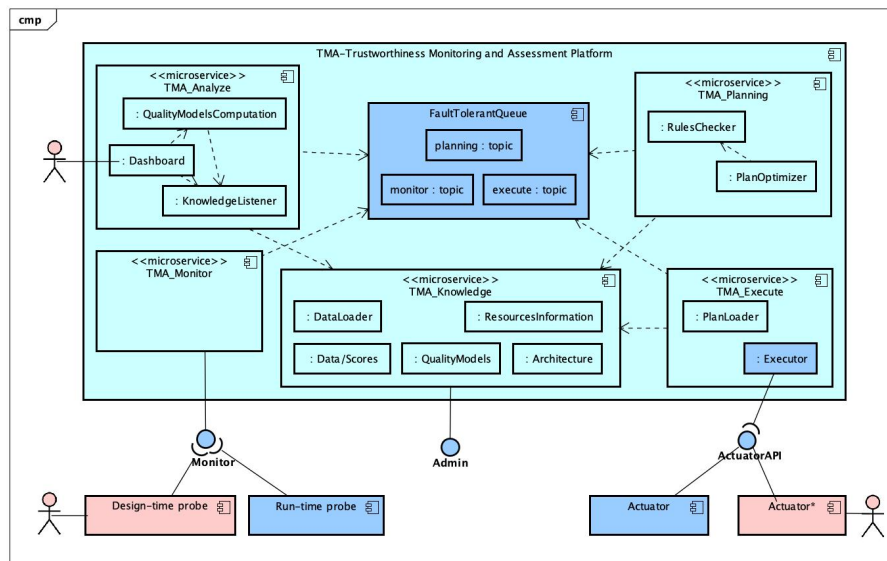 cmp
TMA-Trustworthiness Monitoring and Assessment Platform
<<microservice>>
TMA_Analyze
: QualityModelsComputation
: Dashboard
: KnowledgeListener
FaultTolerantQueue
planning : topic
monitor : topic
execute : topic
<<microservice>>
TMA_Planning
: RulesChecker
: PlanOptimizer
<<microservice>>
TMA_Monitor
<<microservice>>
TMA_Knowledge
: DataLoader
: ResourcesInformation
: Data/Scores
: QualityModels
: Architecture
<<microservice>>
TMA_Execute
: PlanLoader
: Executor
Monitor
Admin
ActuatorAPI
Design-time probe
Run-time probe
Actuator
Actuator*